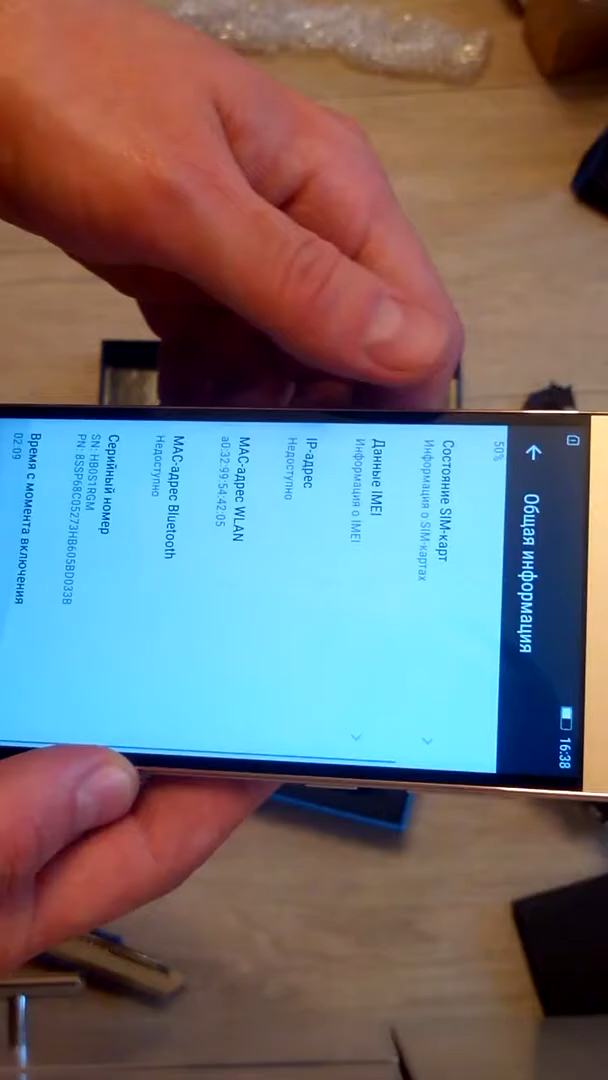 16:38
Общая информация
50%
Состояние SIM-карт
Информация о SIM-картах
Данные IMEI
Информация о IMEI
IP-адрес
Недоступно
MAC-адрес WLAN
a0:32:99:54:42:05
MAC-адрес Bluetooth
Недоступно
Серийный номер
SN: HB0S1RGM
PN: 8SSP68C05273HB605BD0338
Время с момента включения
02:09